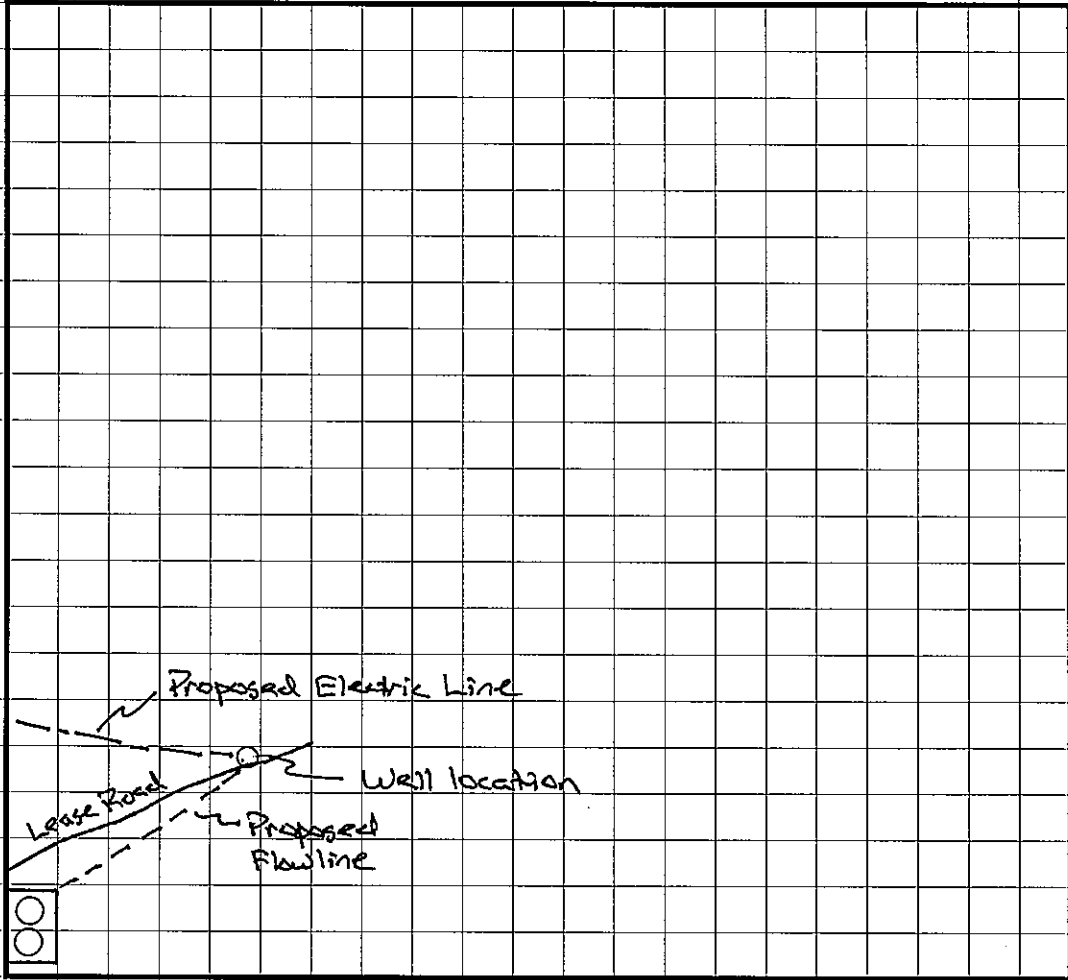 Proposed Electric Line
Well location
Lease Road
Proposed
Flowline